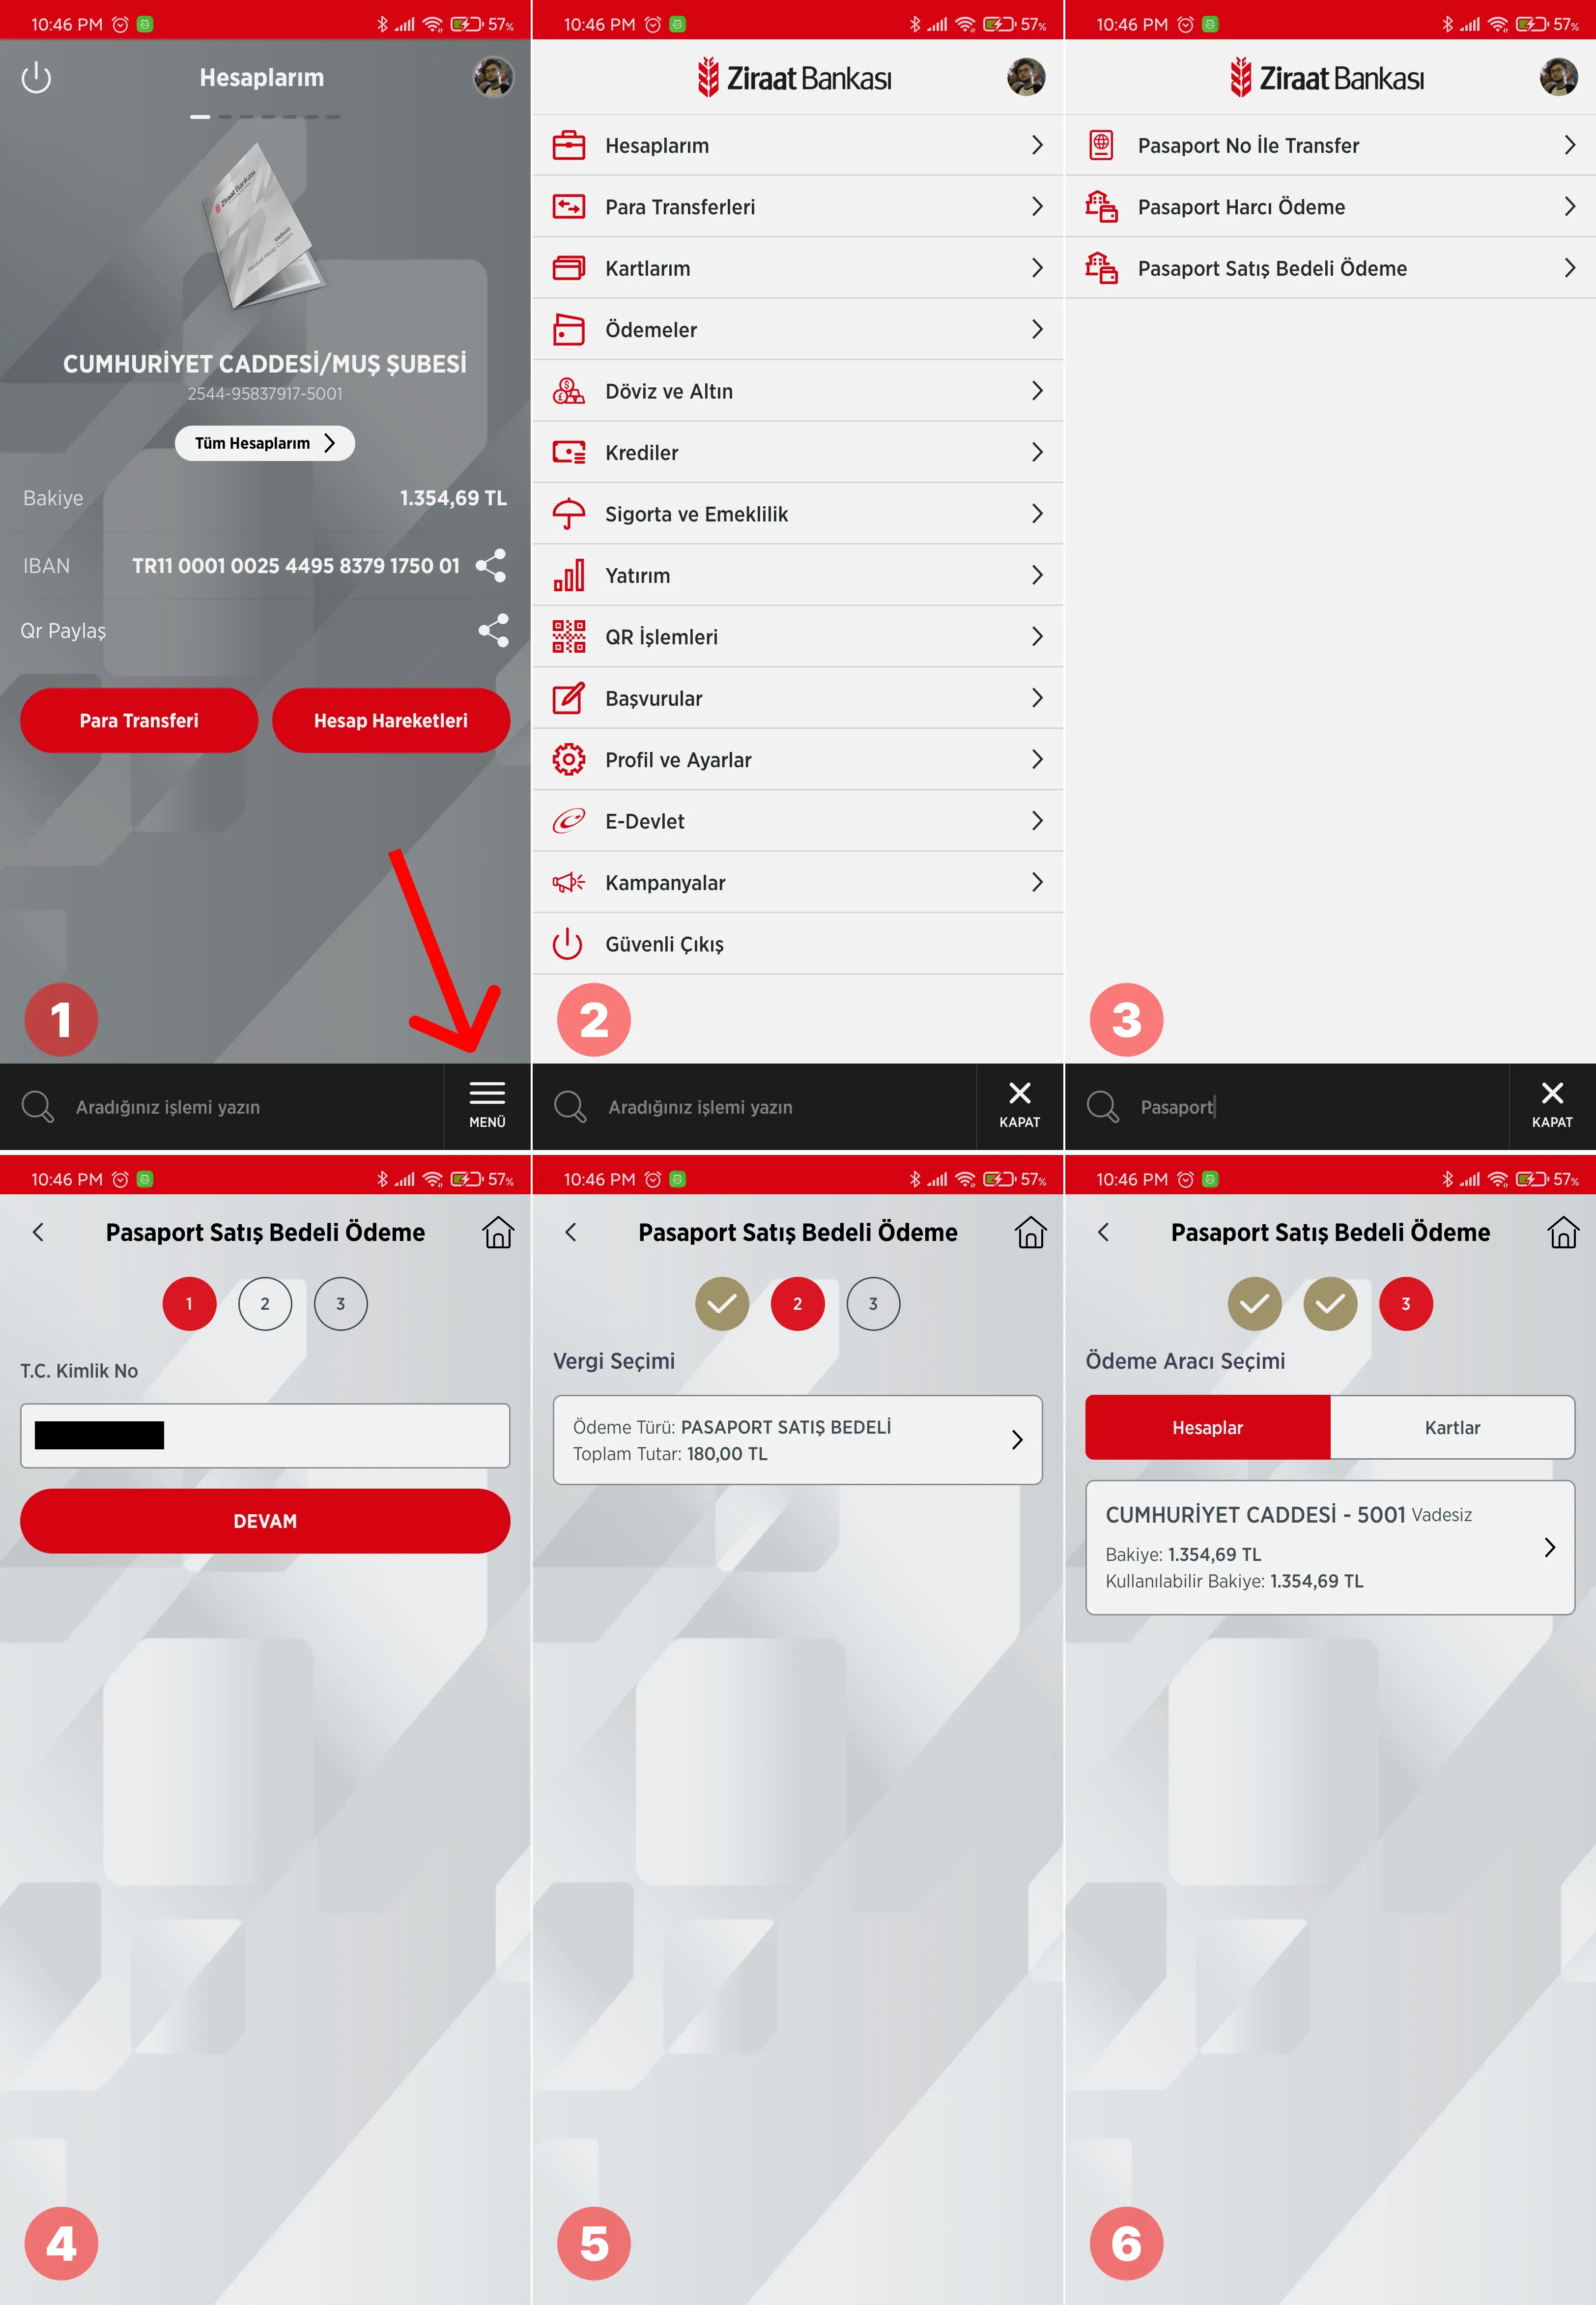 10:46 PM
57%
Hesaplarım
Ziraat Bankası
Vadesiz
CUMHURİYET CADDESİ/MUŞ ŞUBESİ
2544-95837917-5001
Tüm Hesaplarım
Bakiye 1.354,69 TL
IBAN TR11 0001 0025 4495 8379 1750 01
Qr Paylaş
Para Transferi
Hesap Hareketleri
1
Aradığınız işlemi yazın
MENÜ
10:46 PM
57%
Ziraat Bankası
Hesaplarım
Para Transferleri
Kartlarım
Ödemeler
Döviz ve Altın
Krediler
Sigorta ve Emeklilik
Yatırım
QR İşlemleri
Başvurular
Profil ve Ayarlar
E-Devlet
Kampanyalar
Güvenli Çıkış
2
Aradığınız işlemi yazın
KAPAT
10:46 PM
57%
Ziraat Bankası
Pasaport No İle Transfer
Pasaport Harcı Ödeme
Pasaport Satış Bedeli Ödeme
3
Pasaport
KAPAT
10:46 PM
57%
Pasaport Satış Bedeli Ödeme
1 2 3
T.C. Kimlik No
DEVAM
4
10:46 PM
57%
Pasaport Satış Bedeli Ödeme
2 3
Vergi Seçimi
Ödeme Türü: PASAPORT SATIŞ BEDELİ
Toplam Tutar: 180,00 TL
5
10:46 PM
57%
Pasaport Satış Bedeli Ödeme
3
Ödeme Aracı Seçimi
Hesaplar
Kartlar
CUMHURİYET CADDESİ - 5001 Vadesiz
Bakiye: 1.354,69 TL
Kullanılabilir Bakiye: 1.354,69 TL
6